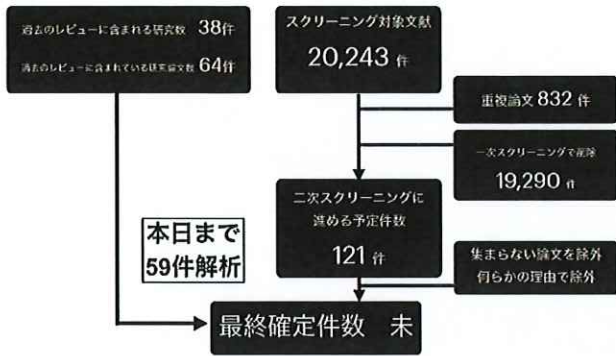 過去のレビューに含まれる研究数 38件
過去のレビューに含まれている研究論文数 64件
スクリーニング対象文献
20,243 件
重複論文 832 件
一次スクリーニングで削除
19,290 件
二次スクリーニングに
進める予定件数
121 件
本日まで
59件解析
集まらない論文を除外
何らかの理由で除外
最終確定件数 未